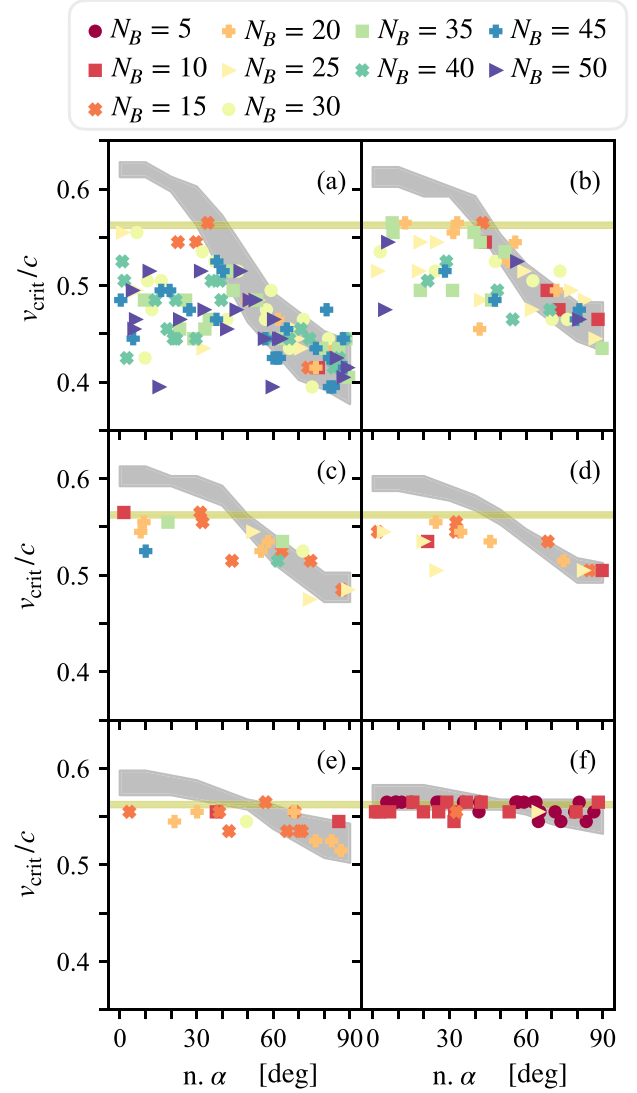 N_B = 5 N_B = 20 N_B = 35 N_B = 45
N_B = 10 N_B = 25 N_B = 40 N_B = 50
N_B = 15 N_B = 30
(a) (b)
0.6
0.5
0.4
v_crit/c
(c) (d)
0.6
0.5
0.4
v_crit/c
(e) (f)
0.6
0.5
0.4
v_crit/c
0 30 60 90 0 30 60 90
n. α [deg] n. α [deg]